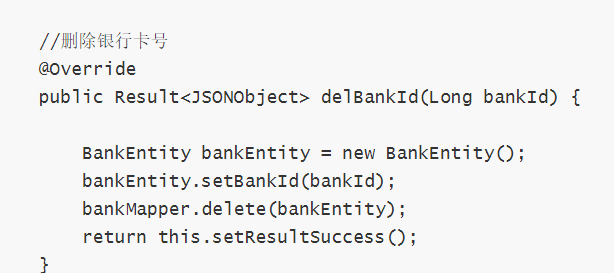 //删除银行卡号
@Override
public Result<JSONObject> delBankId(Long bankId) {
BankEntity bankEntity = new BankEntity();
bankEntity.setBankId(bankId);
bankMapper.delete(bankEntity);
return this.setResultSuccess();
}